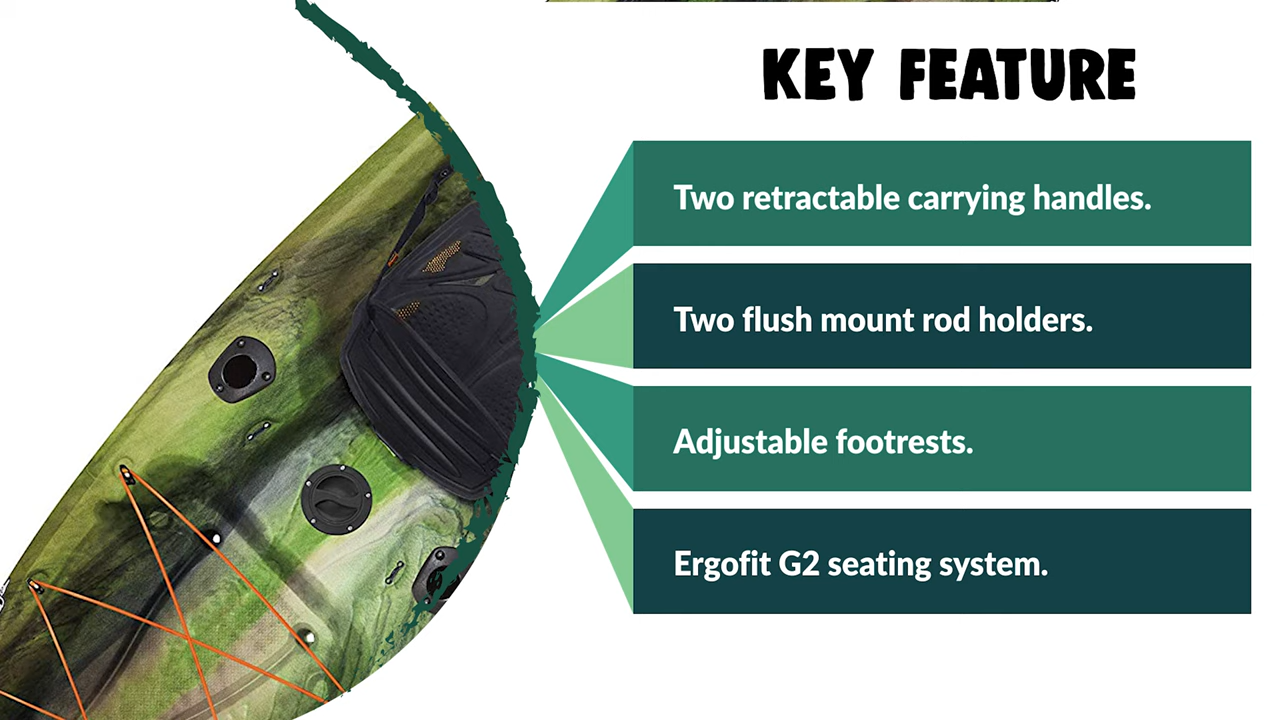 KEY FEATURE
Two retractable carrying handles.
Two flush mount rod holders.
Adjustable footrests.
Ergofit G2 seating system.